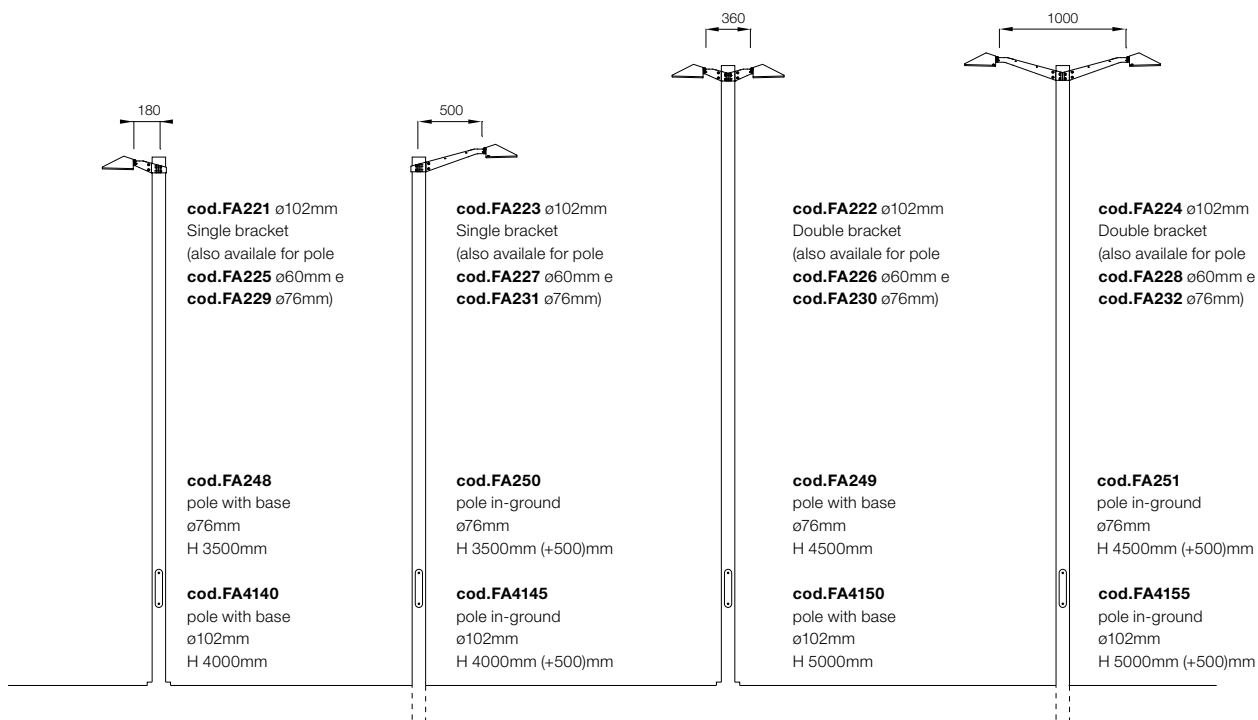 360
1000
180
500
cod.FA221 ø102mm
Single bracket
(also availale for pole
cod.FA225 ø60mm e
cod.FA229 ø76mm)
cod.FA223 ø102mm
Single bracket
(also availale for pole
cod.FA227 ø60mm e
cod.FA231 ø76mm)
cod.FA222 ø102mm
Double bracket
(also availale for pole
cod.FA226 ø60mm e
cod.FA230 ø76mm)
cod.FA224 ø102mm
Double bracket
(also availale for pole
cod.FA228 ø60mm e
cod.FA232 ø76mm)
cod.FA248
pole with base
ø76mm
H 3500mm
cod.FA250
pole in-ground
ø76mm
H 3500mm (+500)mm
cod.FA249
pole with base
ø76mm
H 4500mm
cod.FA251
pole in-ground
ø76mm
H 4500mm (+500)mm
cod.FA4140
pole with base
ø102mm
H 4000mm
cod.FA4145
pole in-ground
ø102mm
H 4000mm (+500)mm
cod.FA4150
pole with base
ø102mm
H 5000mm
cod.FA4155
pole in-ground
ø102mm
H 5000mm (+500)mm